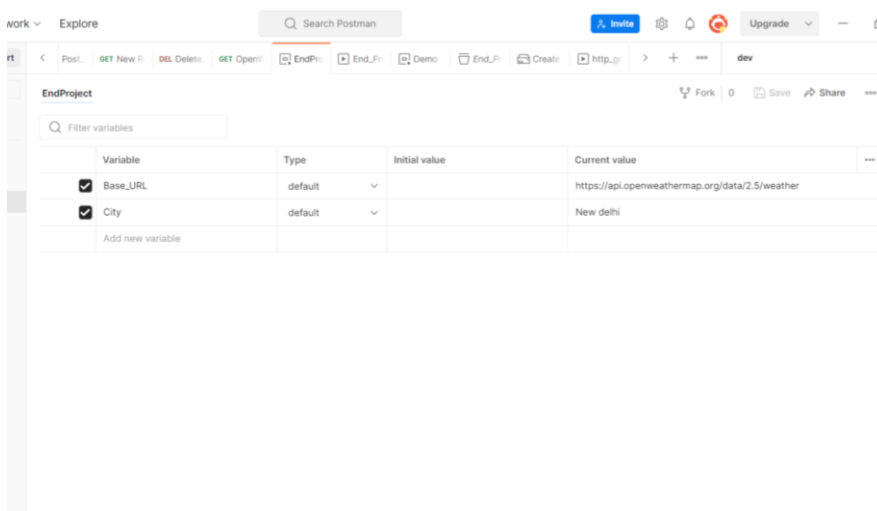 work Explore Search Postman Invite Upgrade
rt Post_ GET New R DEL Delete, GET OpenW EndPro End_Pr Demo End_Pr Create http_ge dev
EndProject Fork 0 Save Share
Filter variables
Variable Type Initial value Current value
Base_URL default https://api.openweathermap.org/data/2.5/weather
City default New delhi
Add new variable